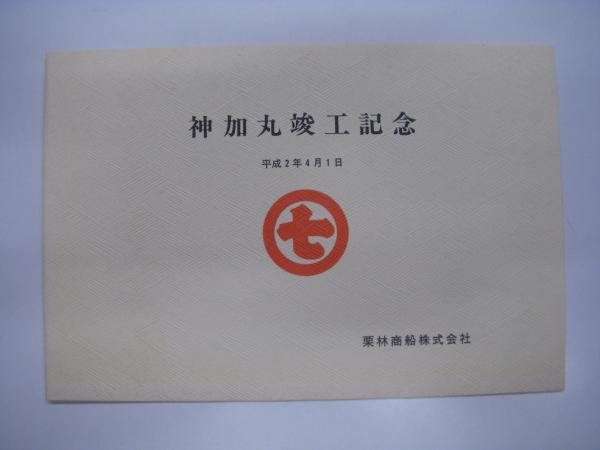 神加丸竣工記念
平成2年4月1日
七
栗林商船株式会社